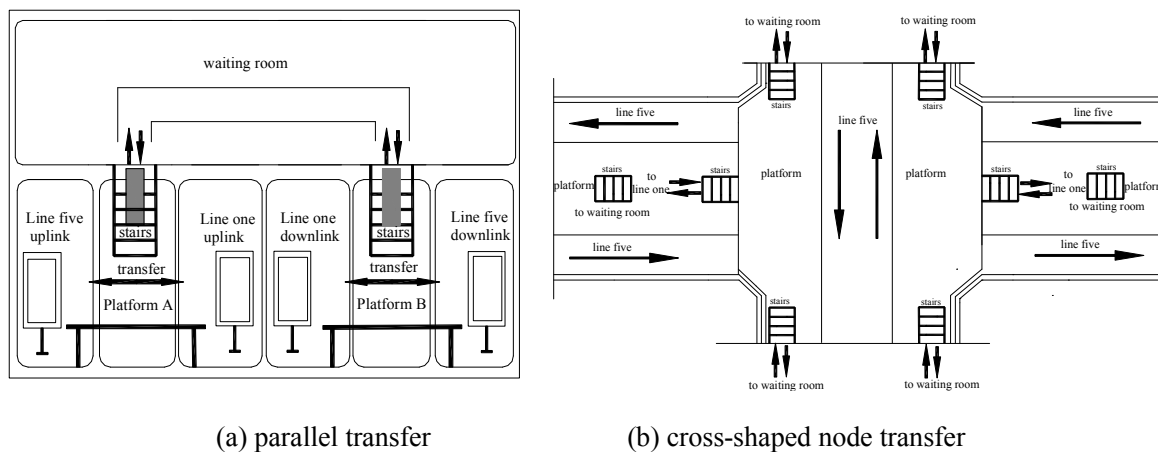 waiting room
Line five
uplink
stairs
Line one
uplink
Line one
downlink
stairs
Line five
downlink
transfer
transfer
Platform A
Platform B
(a) parallel transfer
to waiting room
to waiting room
stairs
stairs
line five
line five
line five
platform
stairs
to
line one
stairs
platform
platform
stairs
to
line one
stairs
platform
to waiting room
to waiting room
line five
line five
stairs
stairs
to waiting room
to waiting room
(b) cross-shaped node transfer